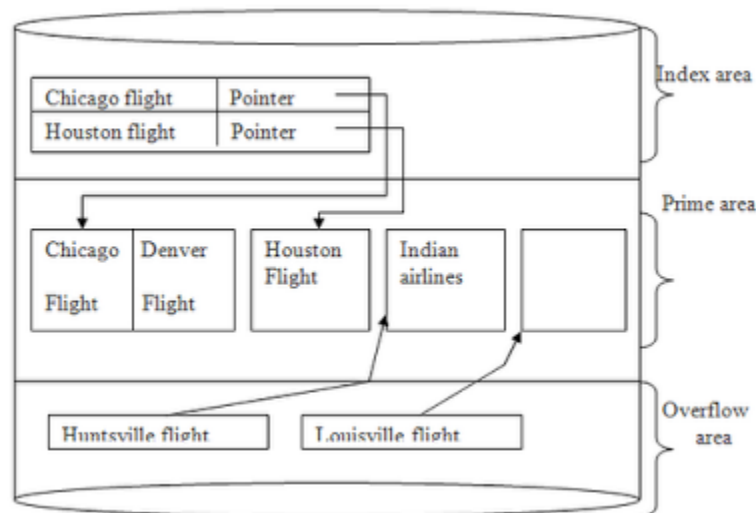 Index area
Chicago flight Pointer
Houston flight Pointer
Prime area
Chicago Denver
Flight Flight
Houston
Flight
Indian
airlines
Overflow
area
Huntsville flight
Louisville flight